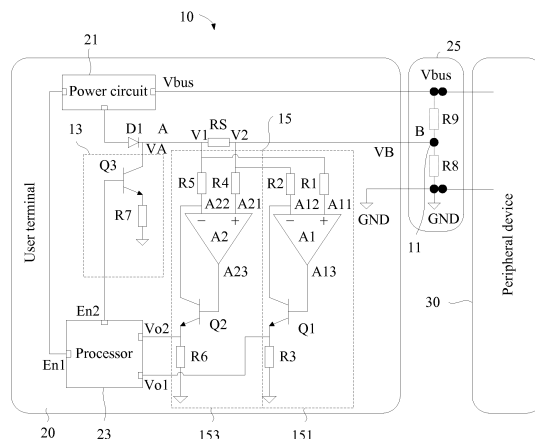 10
21
25
Power circuit
Vbus
Vbus
R9
D1
A
RS
15
13
V1
V2
B
VA
VB
Q3
R5
R4
R2
R1
R8
A22
A21
A12
A11
R7
− +
− +
GND
GND
A2
A1
11
A23
A13
30
User terminal
Peripheral device
En2
Q2
Q1
Processor
Vo2
R6
R3
En1
Vo1
20
23
153
151